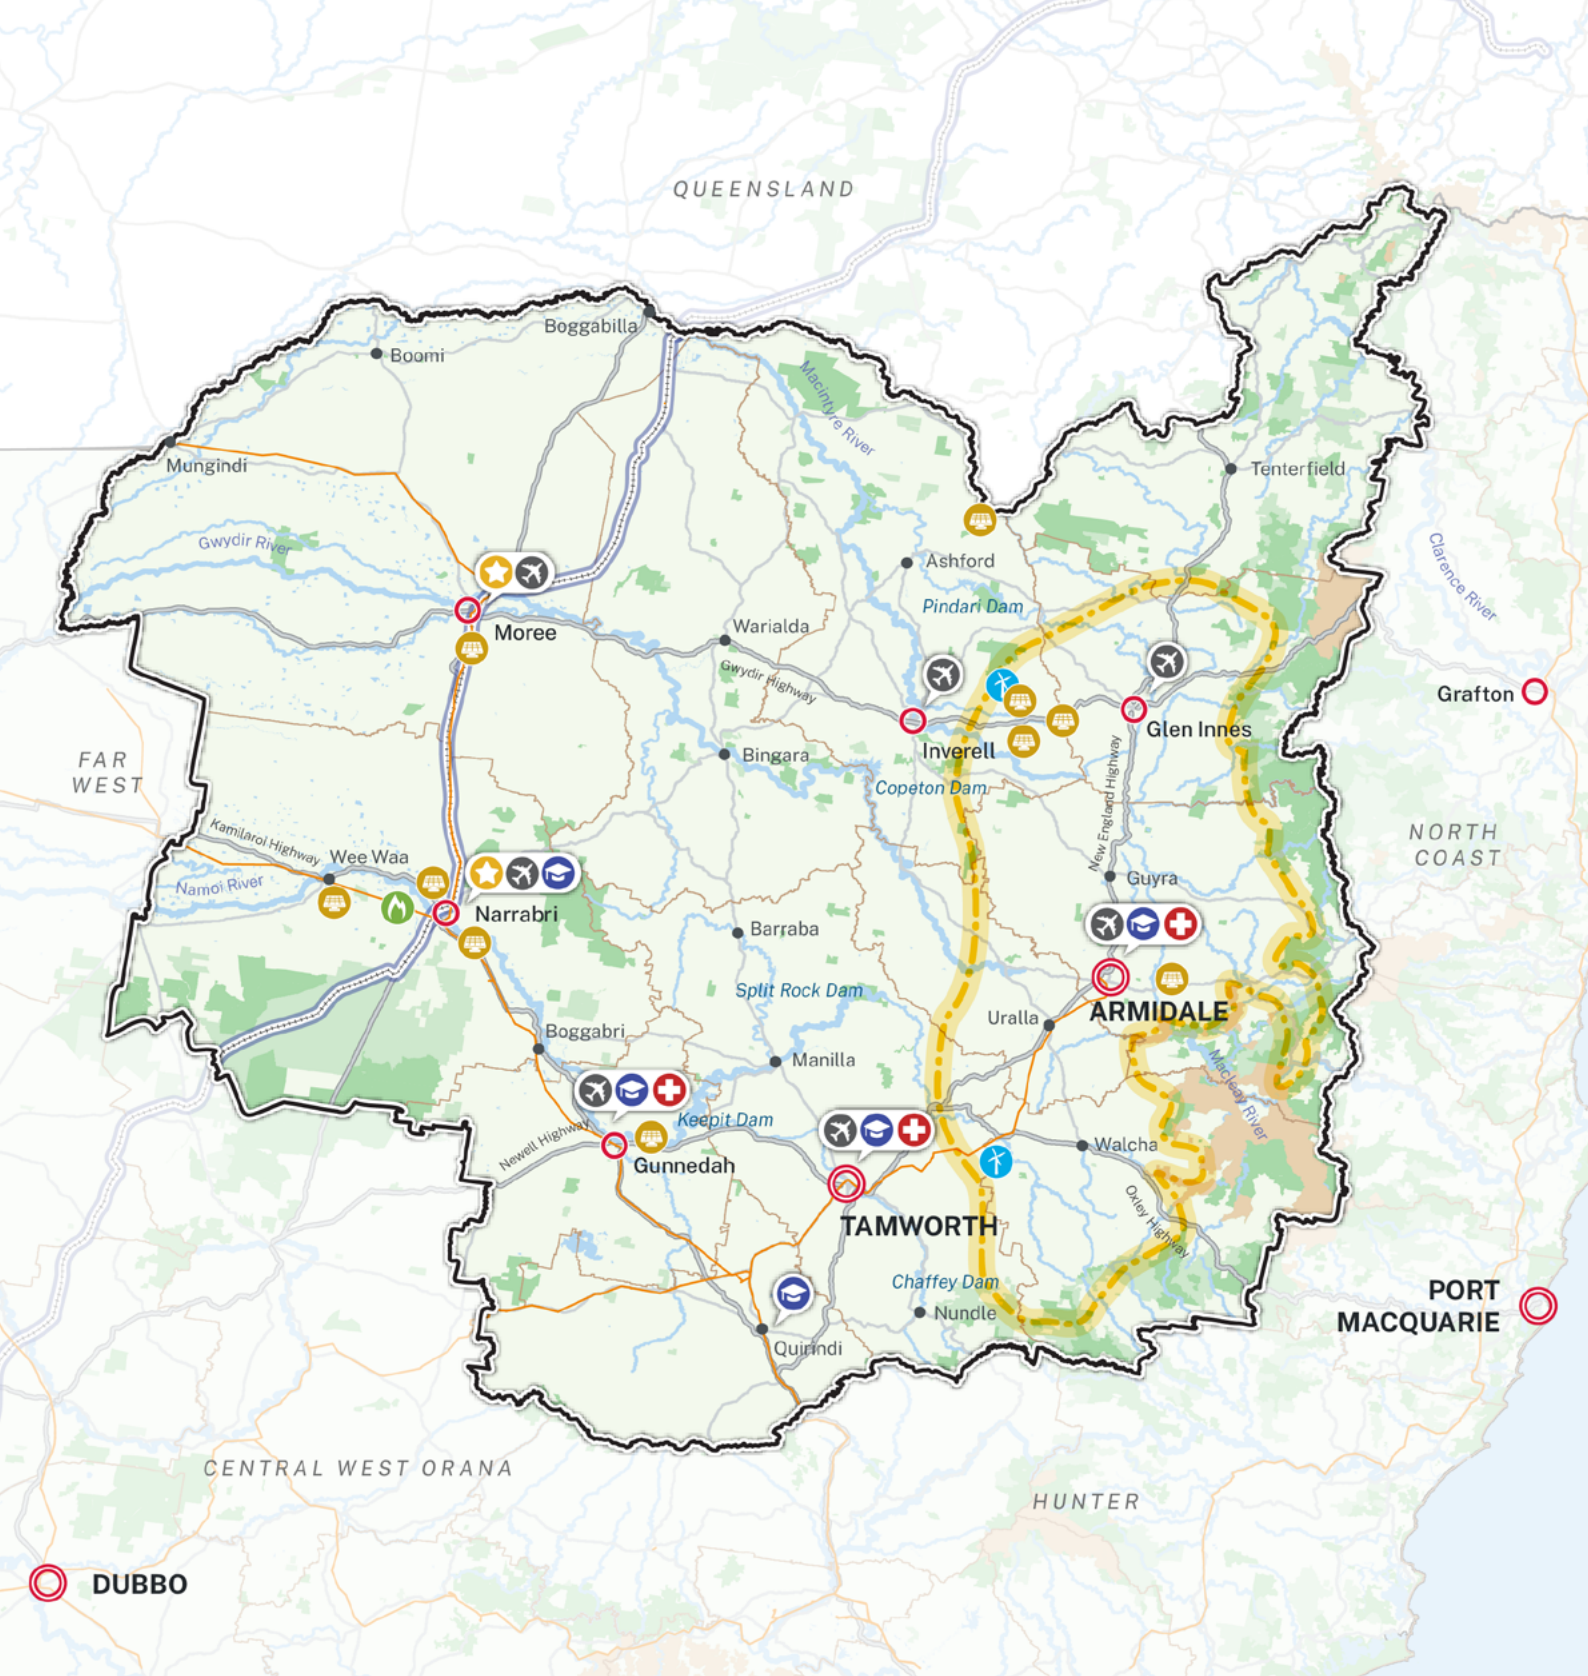 QUEENSLAND
Boggabilla
Boomi
Macintyre River
Mungindi
Tenterfield
Gwydir River
Ashford
Clarence River
Pindari Dam
Moree
Warialda
Gwydir Highway
Grafton
Glen Innes
Inverell
FAR
WEST
Bingara
Copeton Dam
New England Highway
Kamilaroi Highway
Wee Waa
NORTH
COAST
Namoi River
Guyra
Narrabri
Barraba
Split Rock Dam
ARMIDALE
Uralla
Boggabri
Manilla
Macleay River
Keepit Dam
Newell Highway
Walcha
Gunnedah
Oxley Highway
TAMWORTH
Chaffey Dam
PORT
MACQUARIE
Nundle
Quirindi
CENTRAL WEST ORANA
HUNTER
DUBBO